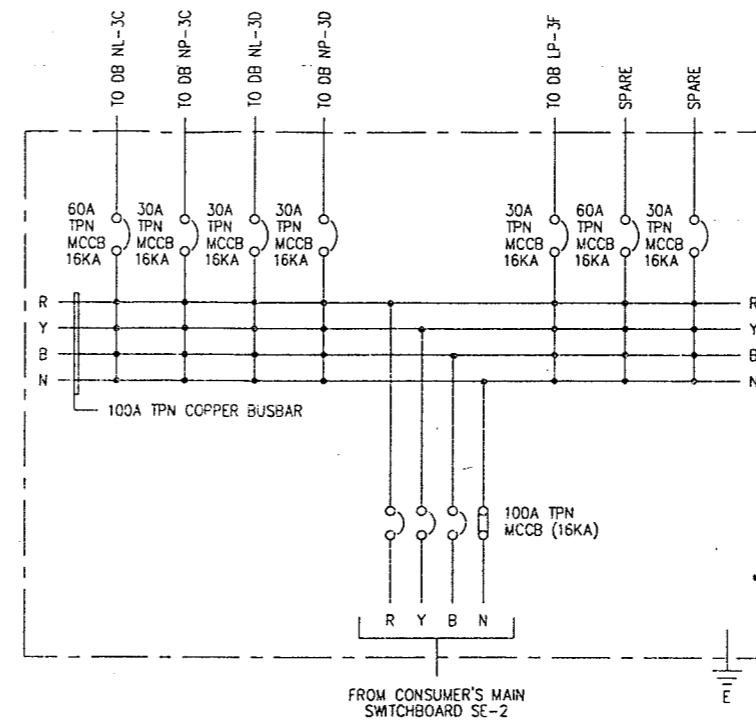 TO DB NL-3C
TO DB NP-3C
TO DB NL-3D
TO DB NP-3D
TO DB LP-3F
SPARE
SPARE
60A
TPN
MCCB
16KA
30A
TPN
MCCB
16KA
30A
TPN
MCCB
16KA
30A
TPN
MCCB
16KA
30A
TPN
MCCB
16KA
60A
TPN
MCCB
16KA
30A
TPN
MCCB
16KA
R R
Y Y
B B
N N
100A TPN COPPER BUSBAR
100A TPN
MCCB (16KA)
R Y B N
FROM CONSUMER'S MAIN
SWITCHBOARD SE-2
E